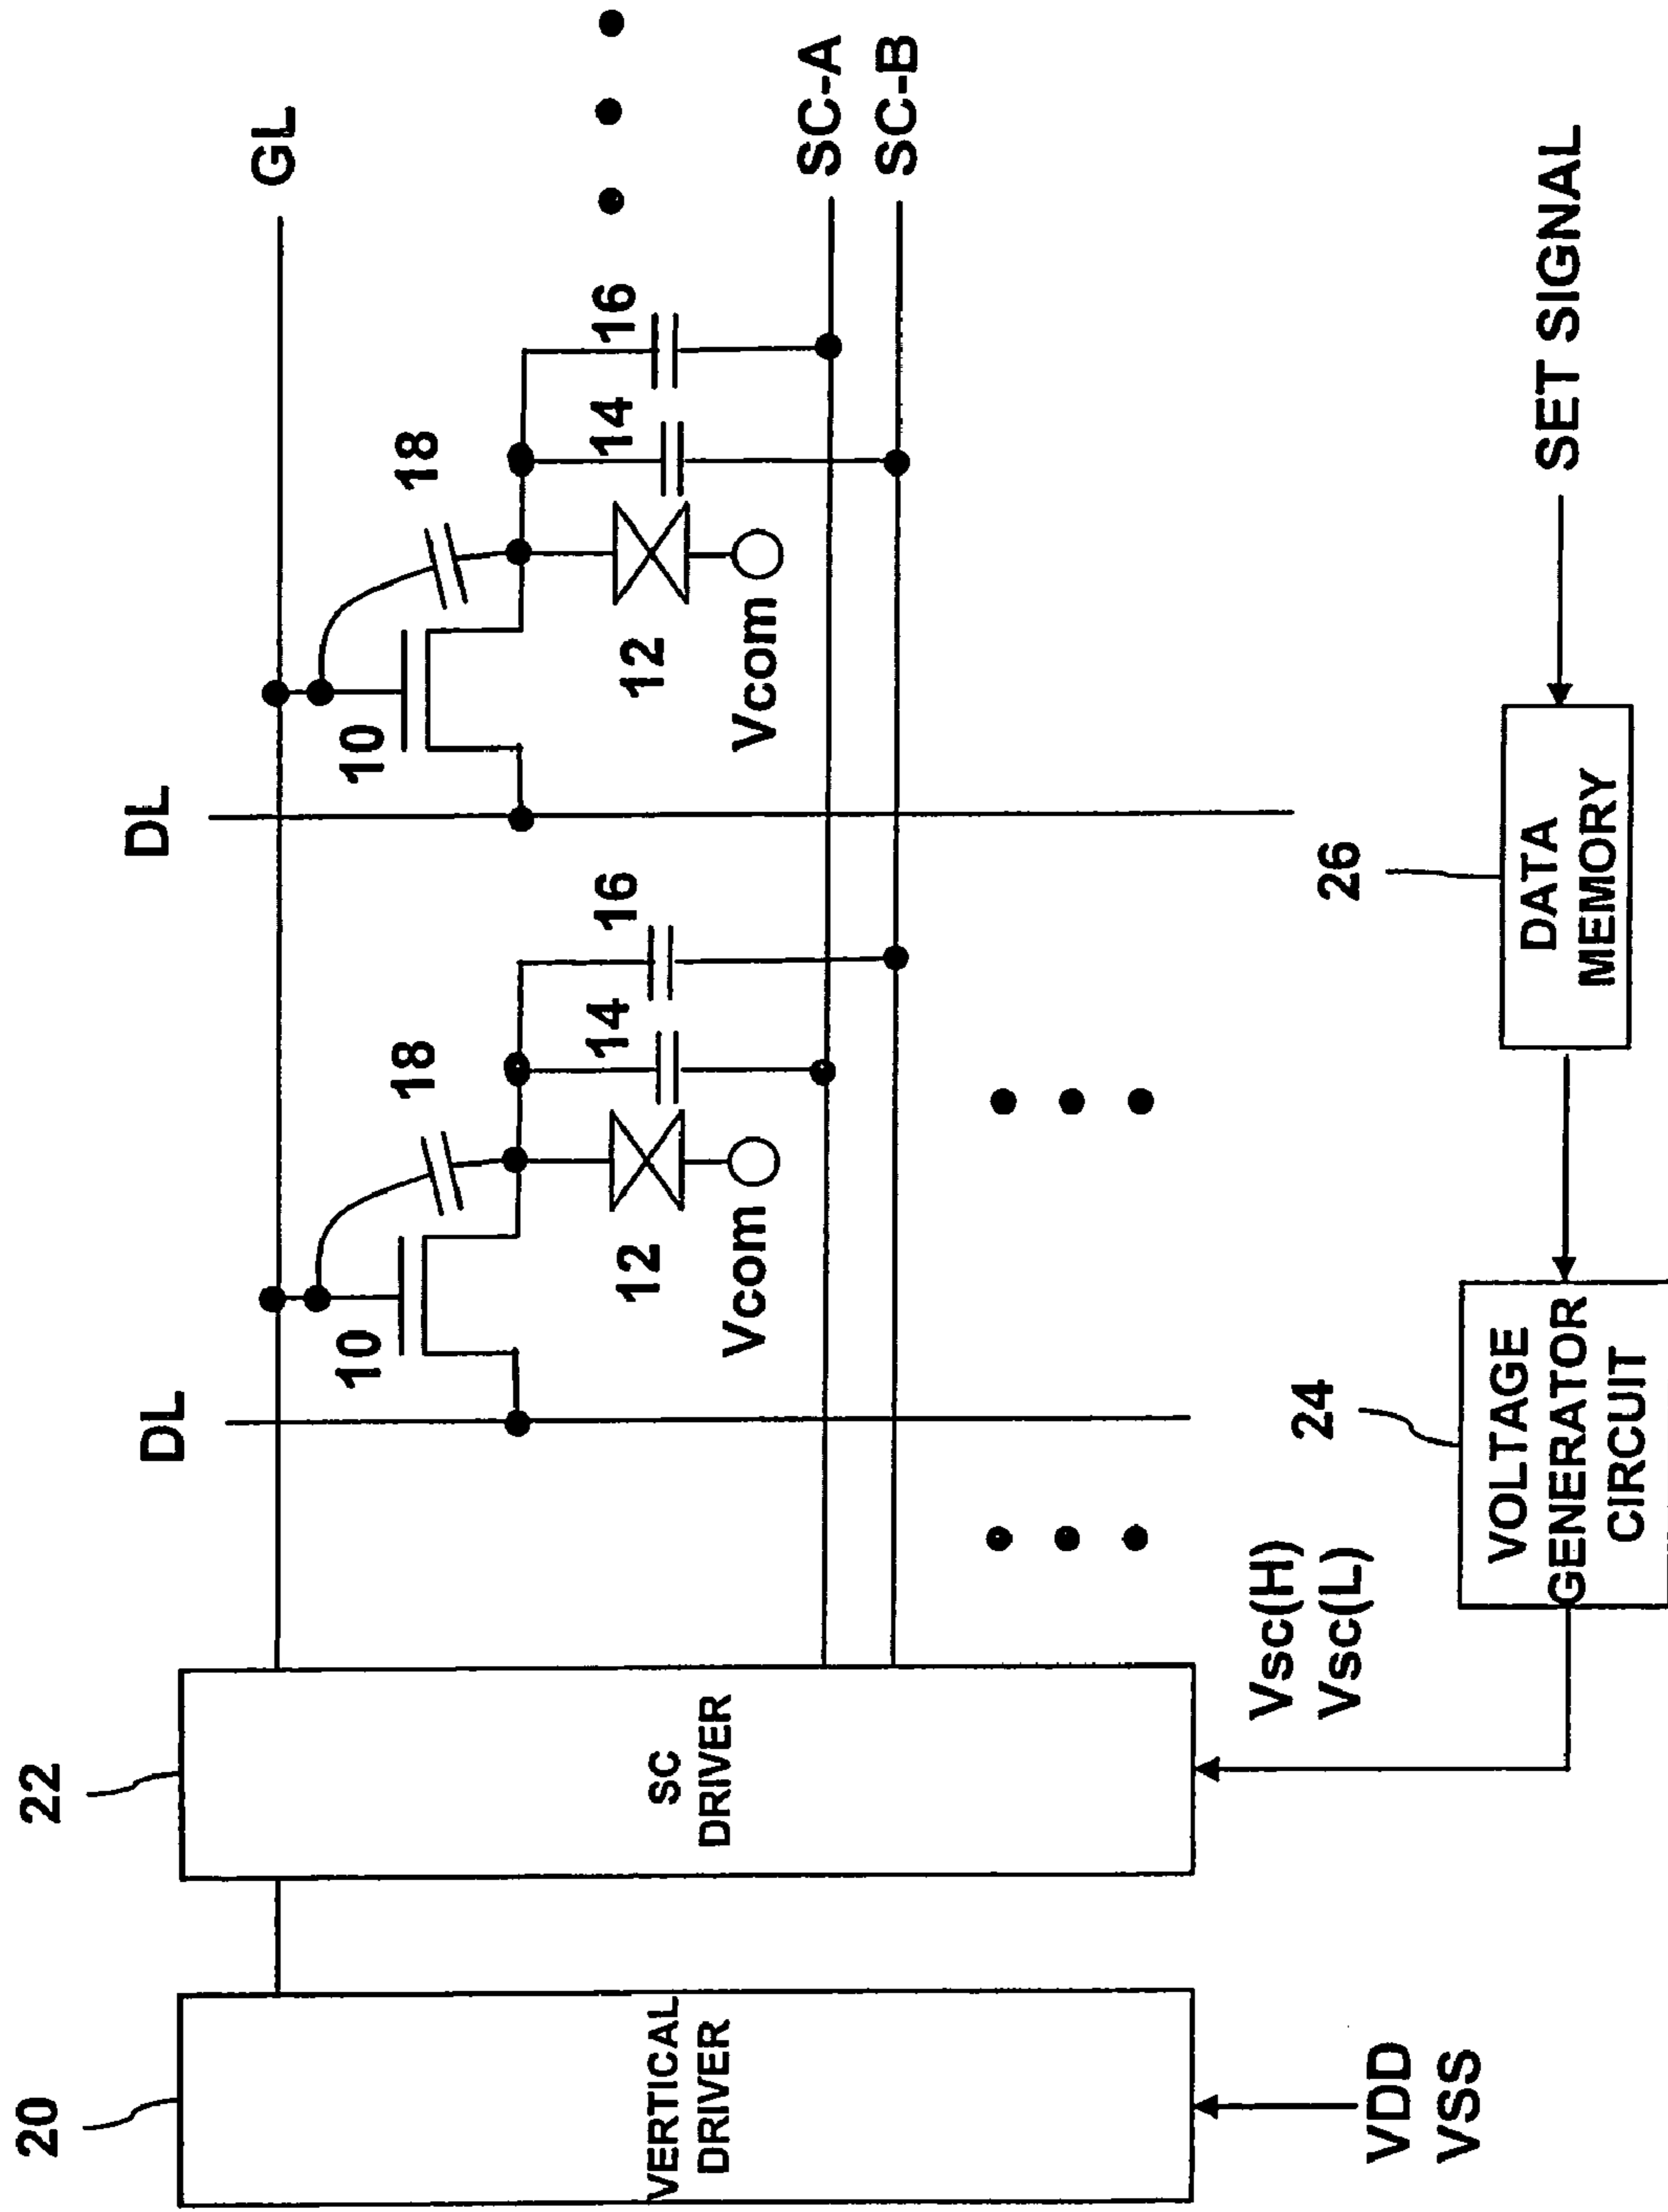 20
22
DL
DL
GL
10
18
10
18
12
14
16
12
14
16
Vcom
Vcom
SC-A
SC-B
VERTICAL
DRIVER
SC
DRIVER
VDD
VSS
Vsc(H)
Vsc(L)
24
26
VOLTAGE
GENERATOR
CIRCUIT
DATA
MEMORY
SET SIGNAL